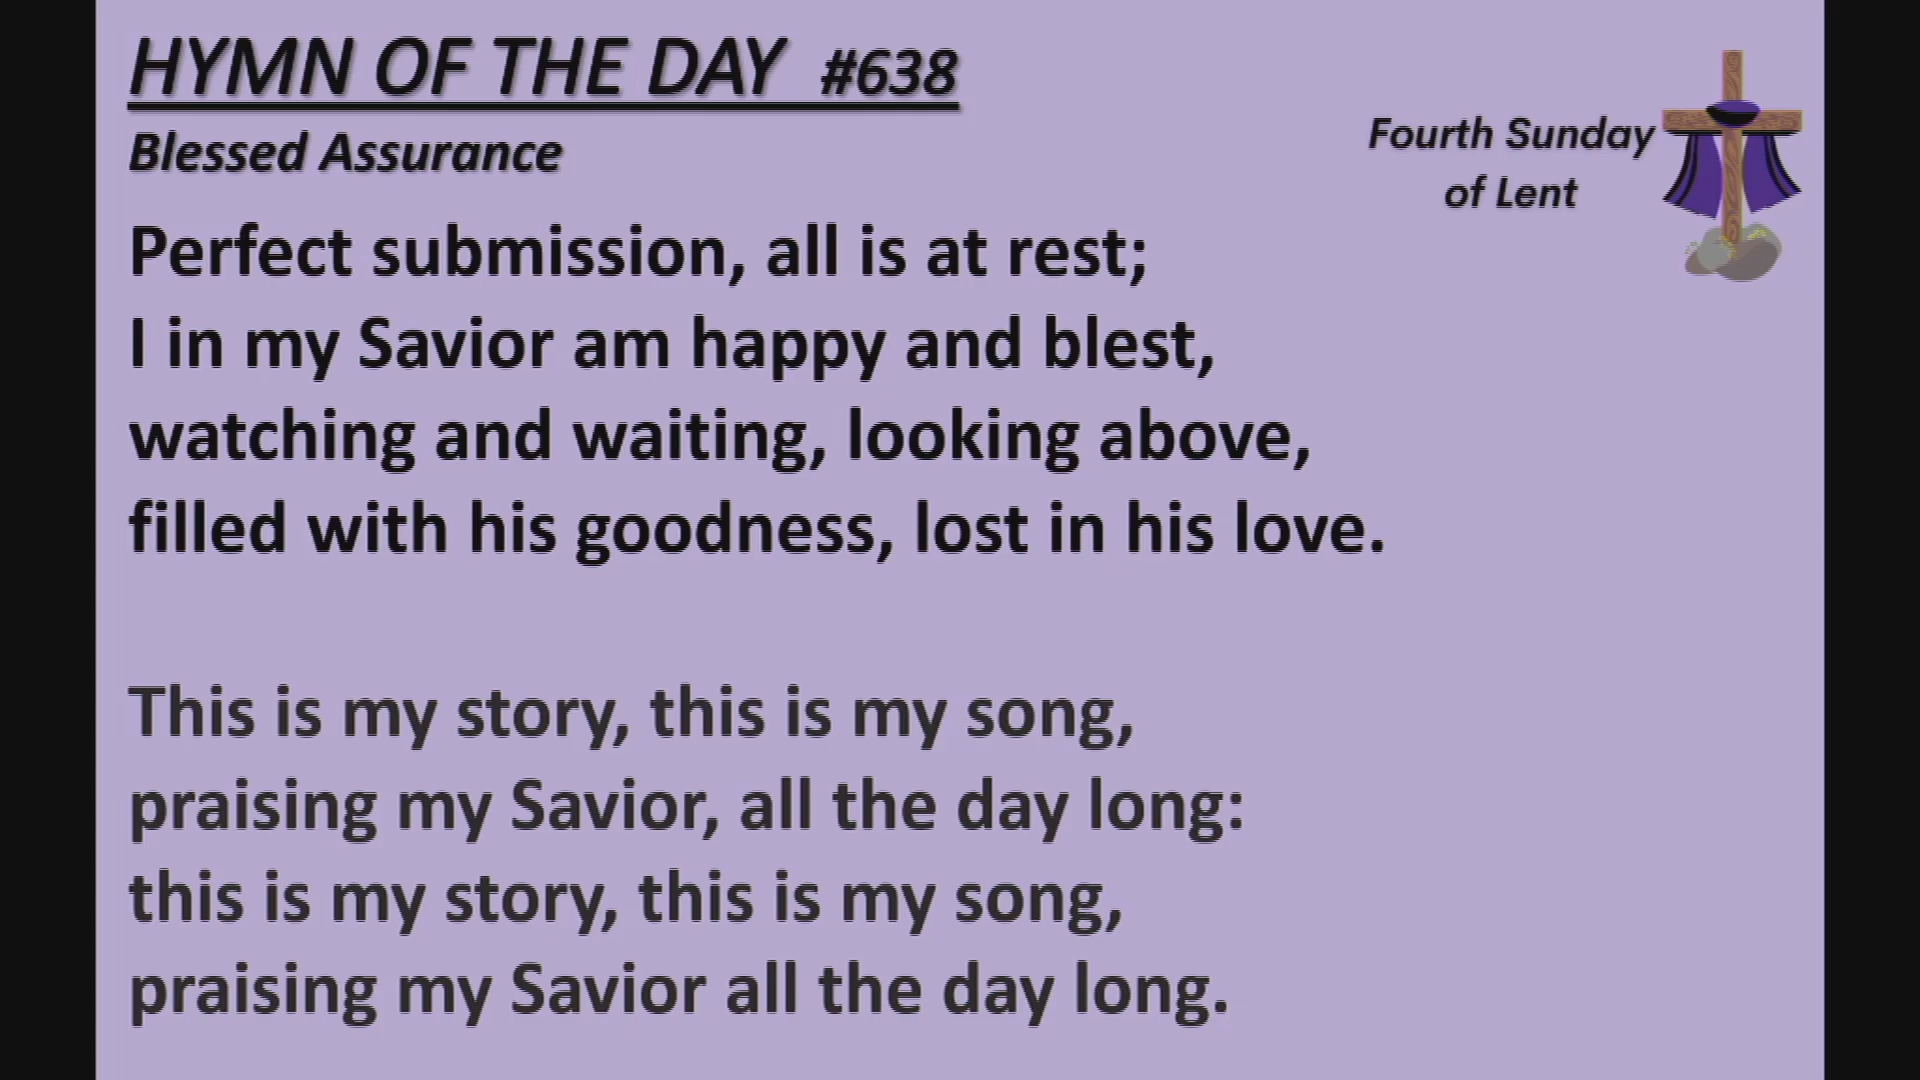 HYMN OF THE DAY #638
Blessed Assurance
Fourth Sunday
of Lent
Perfect submission, all is at rest;
I in my Savior am happy and blest,
watching and waiting, looking above,
filled with his goodness, lost in his love.
This is my story, this is my song,
praising my Savior, all the day long:
this is my story, this is my song,
praising my Savior all the day long.